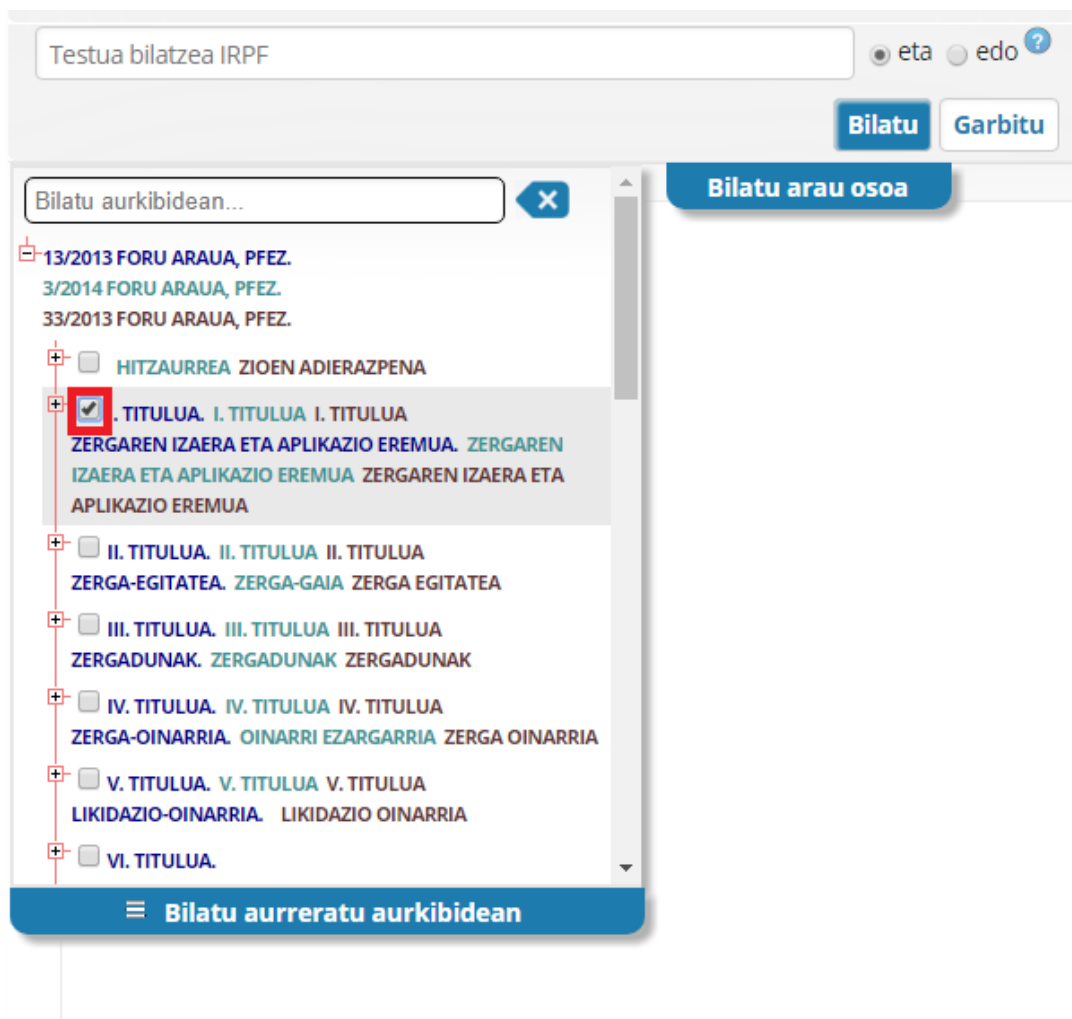 Testua bilatzea IRPF
eta edo ?
Bilatu Garbitu
Bilatu arau osoa
Bilatu aurkibidean...
13/2013 FORU ARAUA, PFEZ.
3/2014 FORU ARAUA, PFEZ.
33/2013 FORU ARAUA, PFEZ.
HITZAURREA ZIOEN ADIERAZPENA
. TITULUA. I. TITULUA I. TITULUA
ZERGAREN IZAERA ETA APLIKAZIO EREMUA. ZERGAREN
IZAERA ETA APLIKAZIO EREMUA ZERGAREN IZAERA ETA
APLIKAZIO EREMUA
II. TITULUA. II. TITULUA II. TITULUA
ZERGA-EGITATEA. ZERGA-GAIA ZERGA EGITATEA
III. TITULUA. III. TITULUA III. TITULUA
ZERGADUNAK. ZERGADUNAK ZERGADUNAK
IV. TITULUA. IV. TITULUA IV. TITULUA
ZERGA-OINARRIA. OINARRI EZARGARRIA ZERGA OINARRIA
V. TITULUA. V. TITULUA V. TITULUA
LIKIDAZIO-OINARRIA. LIKIDAZIO OINARRIA
VI. TITULUA.
Bilatu aurreratu aurkibidean